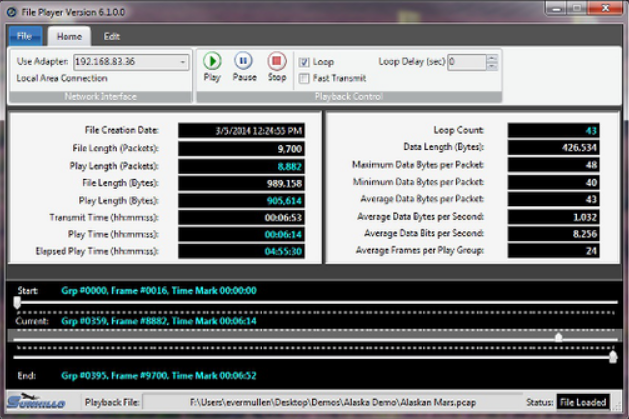 File Player Version 6.1.0.0
File Home Edit
Use Adapter: 192.168.83.36
Local Area Connection
Network Interface
Play Pause Stop
Loop Loop Delay (sec) 0
Fast Transmit
Playback Control
File Creation Date: 3/5/2014 12:24:55 PM
File Length (Packets): 9,700
Play Length (Packets): 8,882
File Length (Bytes): 989,158
Play Length (Bytes): 905,614
Transmit Time (hh:mm:ss): 00:06:53
Play Time (hh:mm:ss): 00:06:14
Elapsed Play Time (hh:mm:ss): 04:55:30
Loop Count: 43
Data Length (Bytes): 426,534
Maximum Data Bytes per Packet: 48
Minimum Data Bytes per Packet: 40
Average Data Bytes per Packet: 43
Average Data Bytes per Second: 1,032
Average Data Bits per Second: 8,256
Average Frames per Play Group: 24
Start: Grp #0000, Frame #0016, Time Mark 00:00:00
Current: Grp #0359, Frame #8882, Time Mark 00:06:14
End: Grp #0395, Frame #9700, Time Mark 00:06:52
SUNHILLO Playback File: F:\Users\evermullen\Desktop\Demos\Alaska Demo\Alaskan Mars.pcap Status: File Loaded